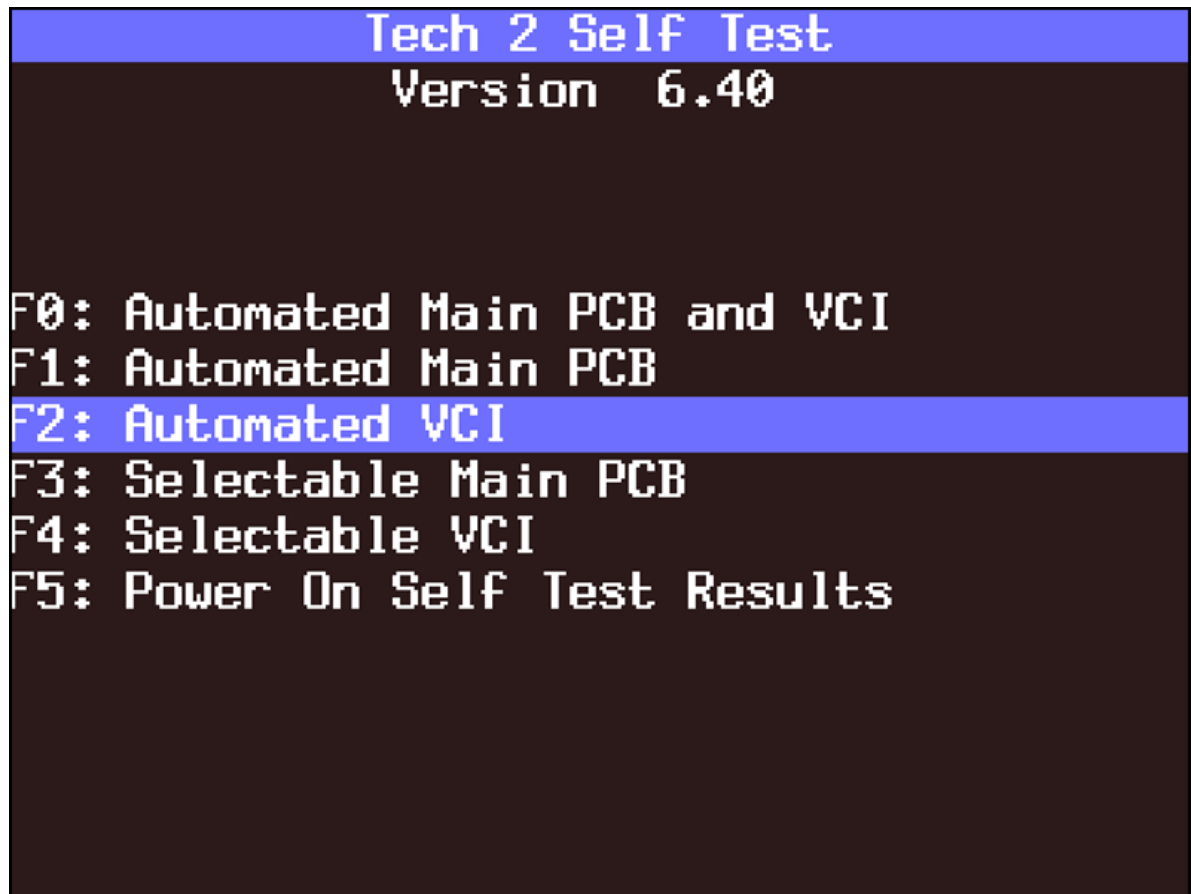 Tech 2 Self Test
Version 6.40
F0: Automated Main PCB and VCI
F1: Automated Main PCB
F2: Automated VCI
F3: Selectable Main PCB
F4: Selectable VCI
F5: Power On Self Test Results